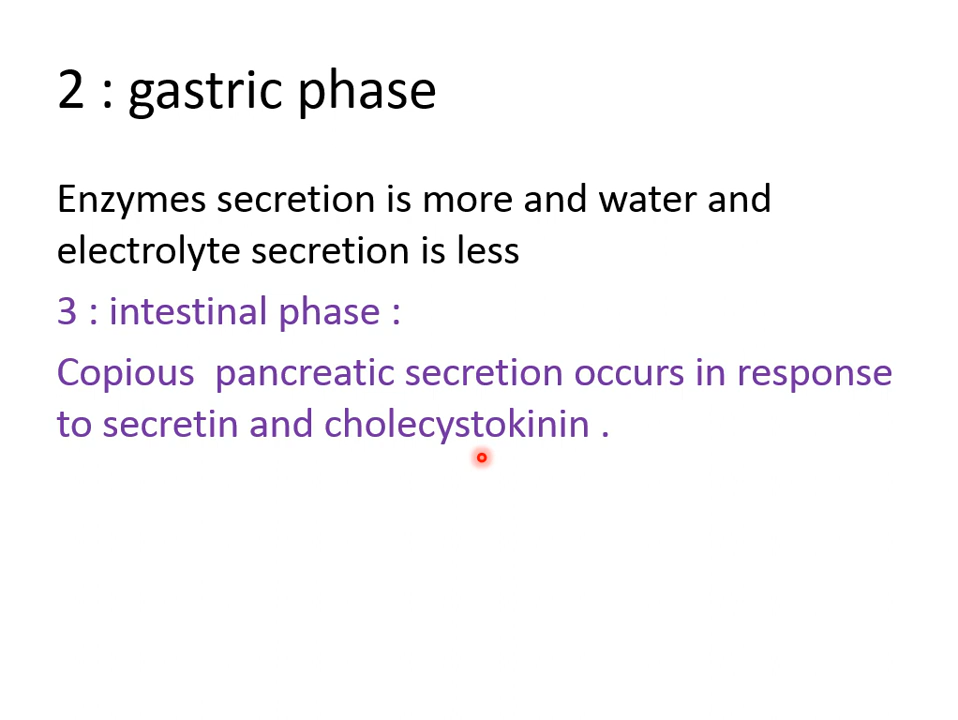 2 : gastric phase
Enzymes secretion is more and water and
electrolyte secretion is less
3 : intestinal phase :
Copious  pancreatic secretion occurs in response
to secretin and cholecystokinin .